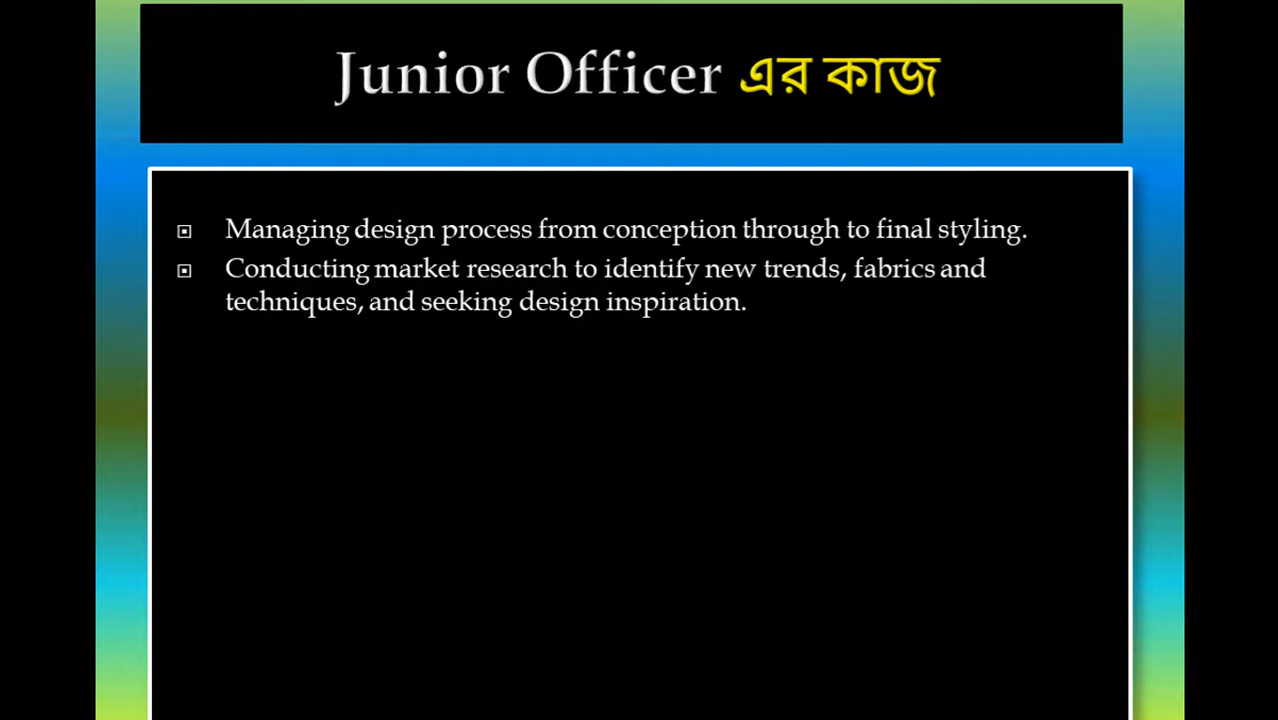 Junior Officer এর কাজ
Managing design process from conception through to final styling.
Conducting market research to identify new trends, fabrics and
techniques, and seeking design inspiration.